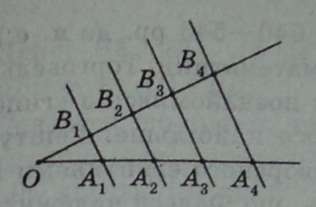 B₄
B₃
B₂
B₁
O A₁ A₂ A₃ A₄